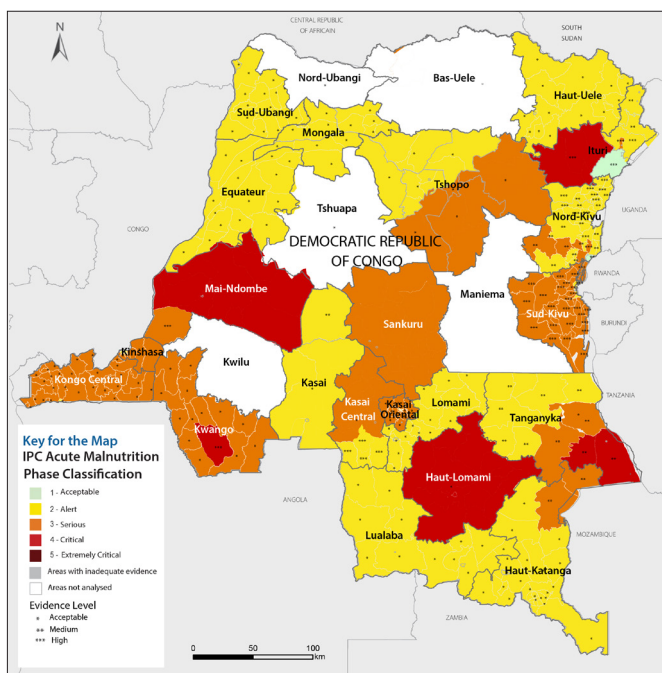 CENTRAL REPUBLIC
OF AFRICAIN
SOUTH
SUDAN
N
Nord-Ubangi
Bas-Uele
Haut-Uele
Sud-Ubangi
Mongala
Ituri
Equateur
Tshopo
Tshuapa
Nord-Kivu
UGANDA
CONGO
DEMOCRATIC REPUBLIC
OF CONGO
RWANDA
Mai-Ndombe
Maniema
Sud-Kivu
BURUNDI
Sankuru
Kinshasa
Kwilu
Kasai
Kongo Central
Kasai
Central
Kasai
Oriental
Lomami
Tanganyka
TANZANIA
Kwango
Haut-Lomami
ANGOLA
MOZAMBIQUE
Lualaba
Haut-Katanga
ZAMBIA
Key for the Map
IPC Acute Malnutrition
Phase Classification
1 - Acceptable
2 - Alert
3 - Serious
4 - Critical
5 - Extremely Critical
Areas with inadequate evidence
Areas not analysed
Evidence Level
* Acceptable
** Medium
*** High
0 50 100
km